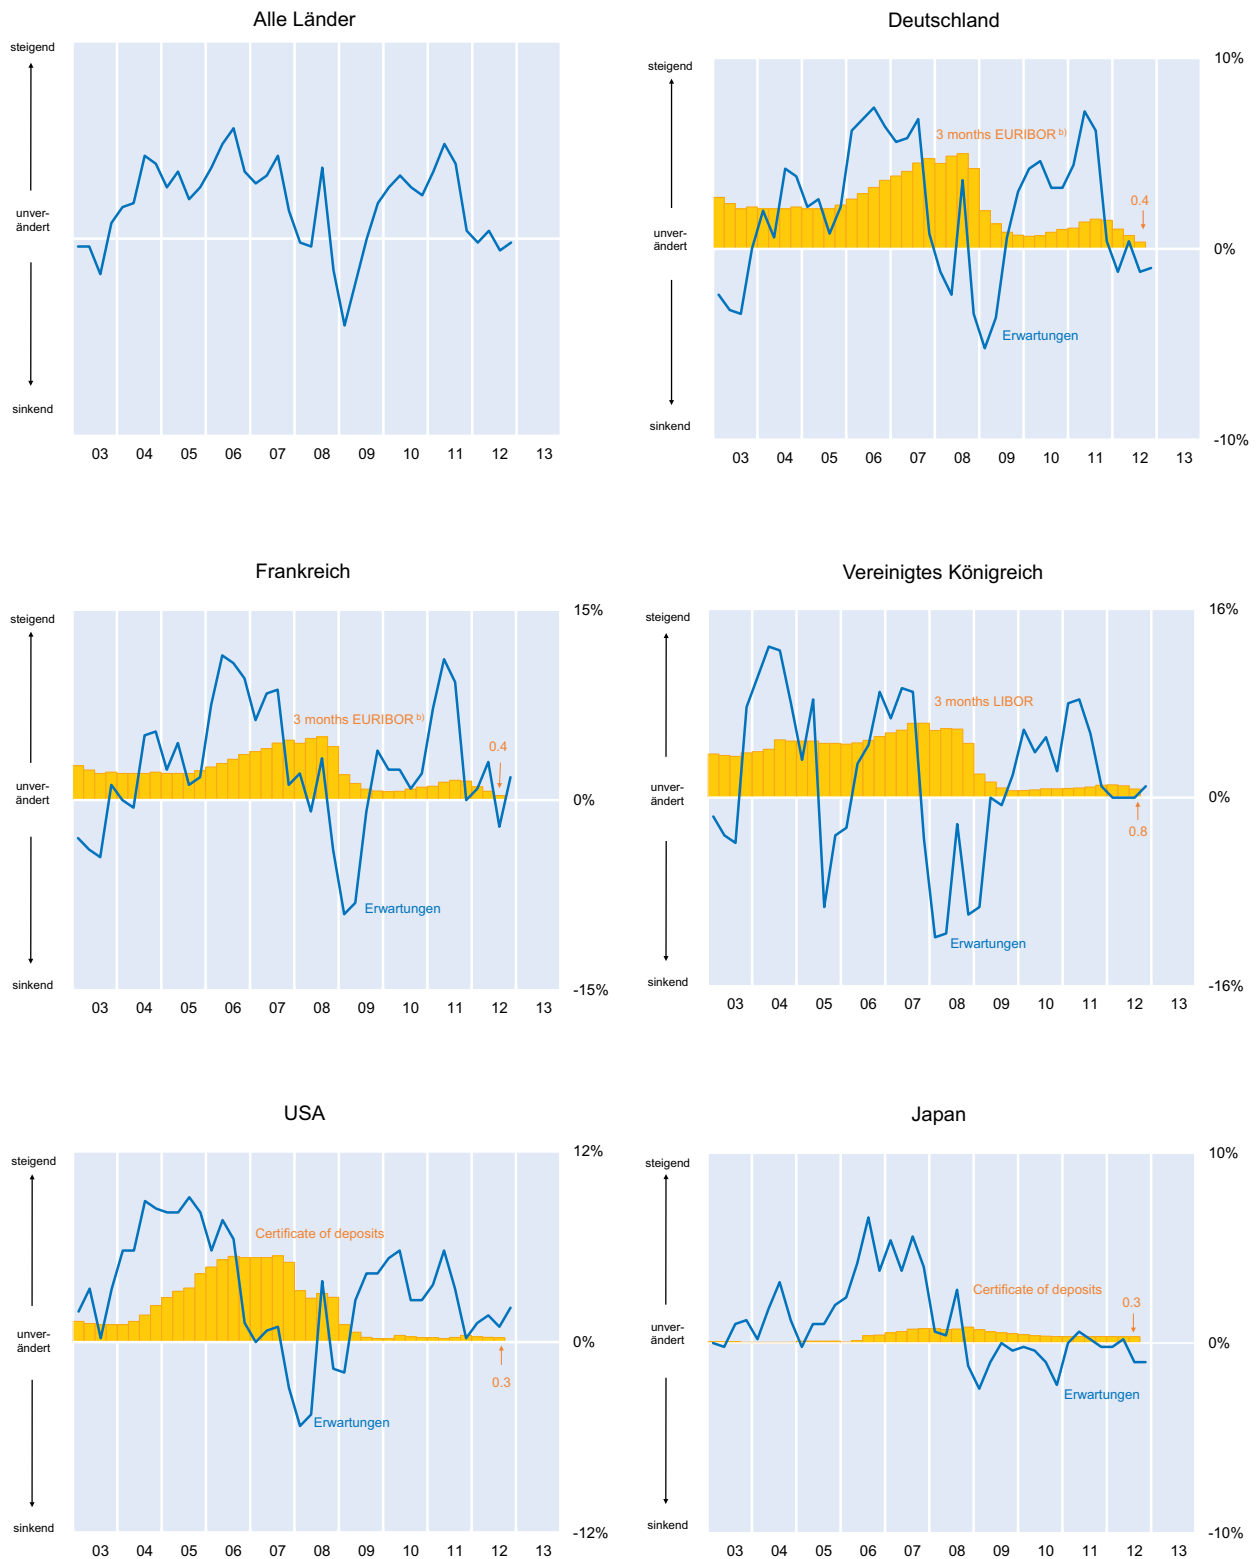 Alle Länder
steigend
unver-
ändert
sinkend
03 04 05 06 07 08 09 10 11 12 13
Deutschland
10%
steigend
3 months EURIBOR b)
0.4
unver-
ändert
0%
Erwartungen
sinkend
-10%
03 04 05 06 07 08 09 10 11 12 13
Frankreich
15%
steigend
3 months EURIBOR b)
0.4
unver-
ändert
0%
Erwartungen
sinkend
-15%
03 04 05 06 07 08 09 10 11 12 13
Vereinigtes Königreich
16%
steigend
3 months LIBOR
unver-
ändert
0%
0.8
Erwartungen
sinkend
-16%
03 04 05 06 07 08 09 10 11 12 13
USA
12%
steigend
Certificate of deposits
unver-
ändert
0%
0.3
Erwartungen
sinkend
-12%
03 04 05 06 07 08 09 10 11 12 13
Japan
10%
steigend
Certificate of deposits
0.3
unver-
ändert
0%
Erwartungen
sinkend
-10%
03 04 05 06 07 08 09 10 11 12 13